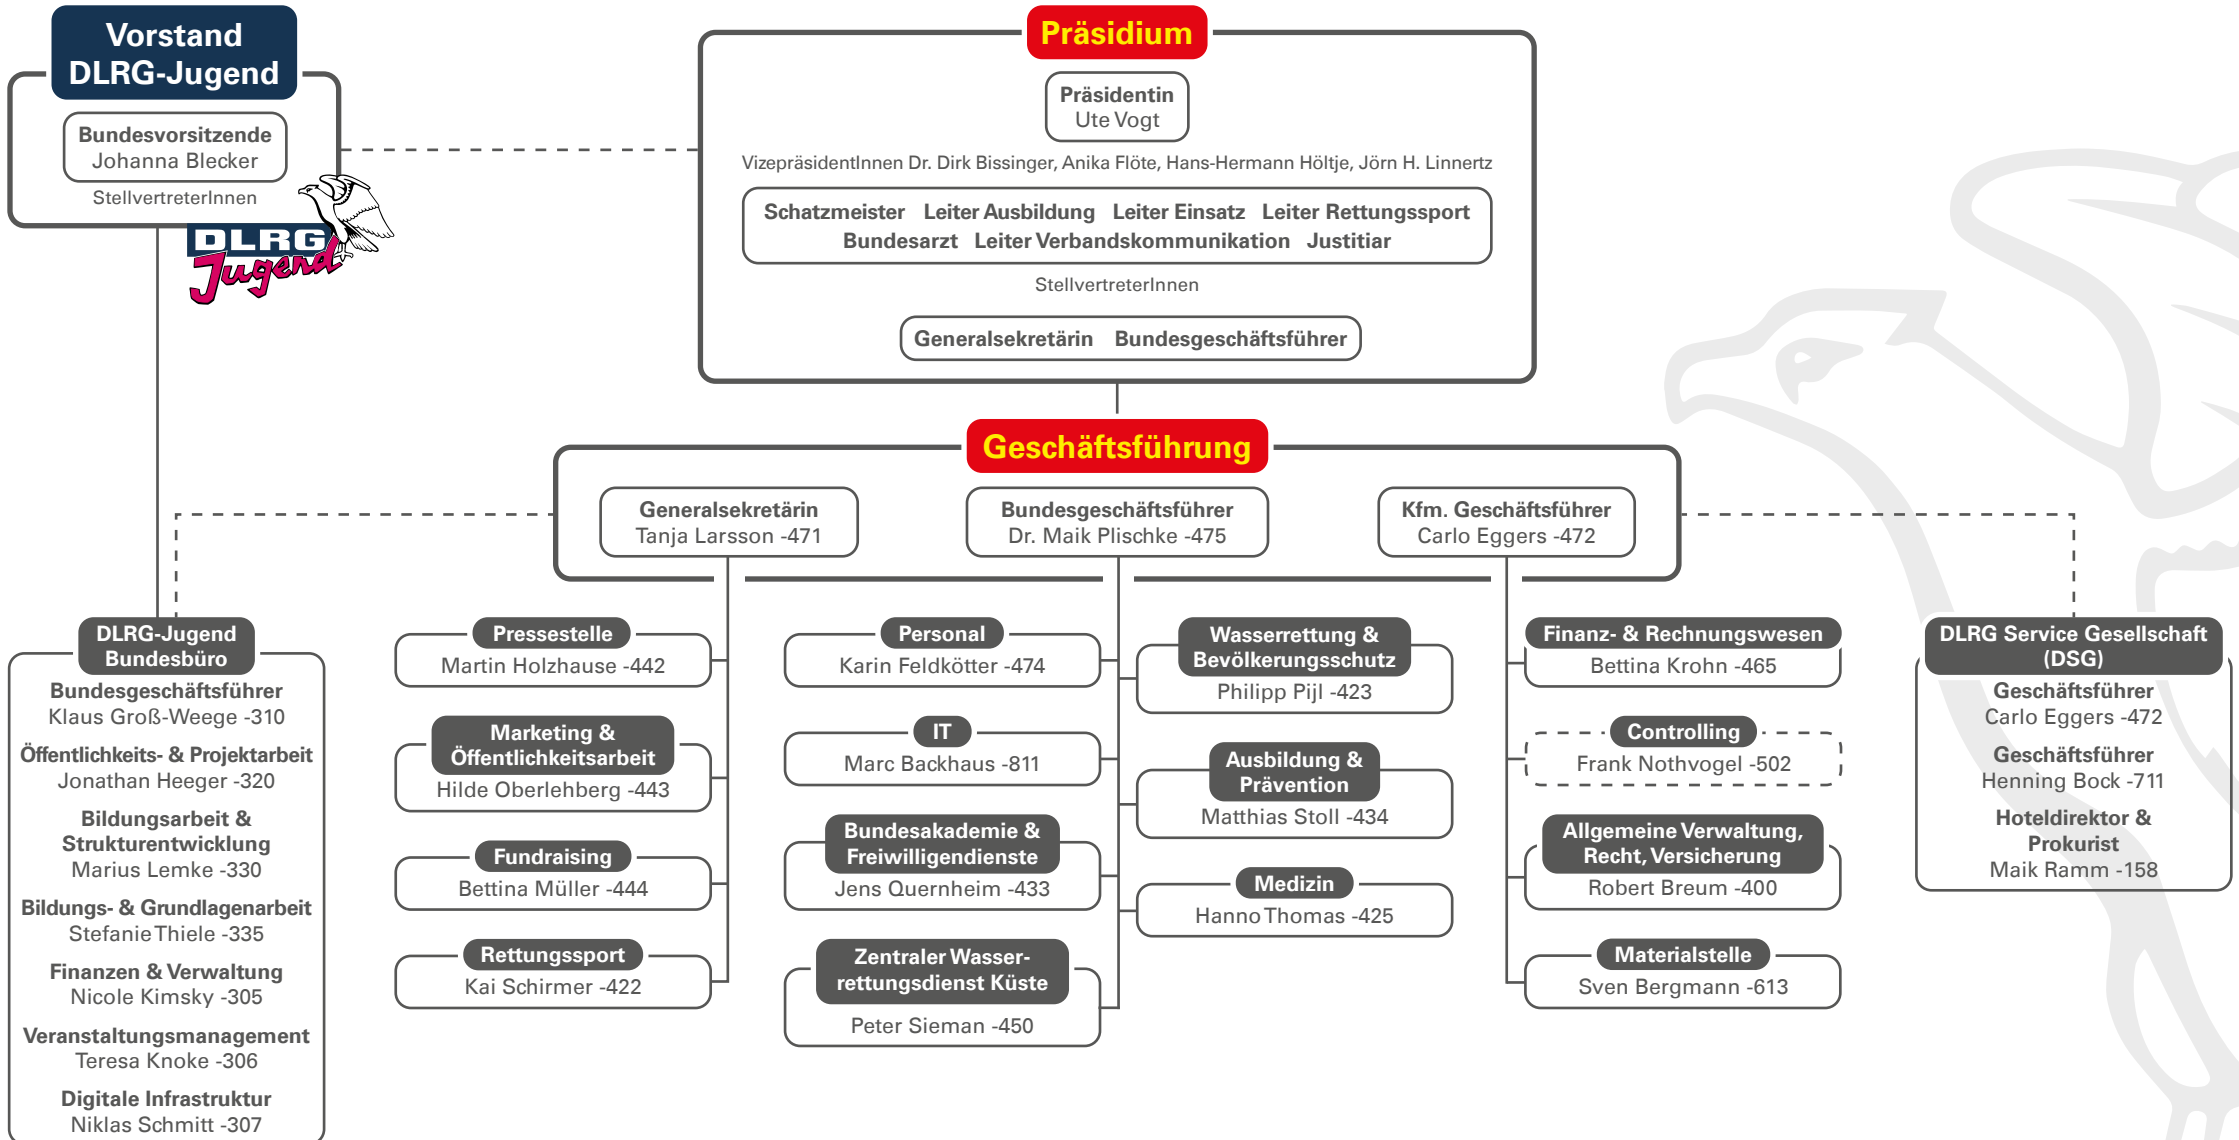 Vorstand
DLRG-Jugend
Bundesvorsitzende
Johanna Blecker
StellvertreterInnen
DLRG
Jugend
Präsidium
Präsidentin
Ute Vogt
VizepräsidentInnen Dr. Dirk Bissinger, Anika Flöte, Hans-Hermann Höltje, Jörn H. Linnertz
Schatzmeister Leiter Ausbildung Leiter Einsatz Leiter Rettungssport
Bundesarzt Leiter Verbandskommunikation Justitiar
StellvertreterInnen
Generalsekretärin Bundesgeschäftsführer
Geschäftsführung
Generalsekretärin
Tanja Larsson -471
Bundesgeschäftsführer
Dr. Maik Plischke -475
Kfm. Geschäftsführer
Carlo Eggers -472
DLRG-Jugend
Bundesbüro
Bundesgeschäftsführer
Klaus Groß-Weege -310
Öffentlichkeits- & Projektarbeit
Jonathan Heeger -320
Bildungsarbeit &
Strukturentwicklung
Marius Lemke -330
Bildungs- & Grundlagenarbeit
Stefanie Thiele -335
Finanzen & Verwaltung
Nicole Kimsky -305
Veranstaltungsmanagement
Teresa Knoke -306
Digitale Infrastruktur
Niklas Schmitt -307
Pressestelle
Martin Holzhause -442
Marketing &
Öffentlichkeitsarbeit
Hilde Oberlehberg -443
Fundraising
Bettina Müller -444
Rettungssport
Kai Schirmer -422
Personal
Karin Feldkötter -474
IT
Marc Backhaus -811
Bundesakademie &
Freiwilligendienste
Jens Quernheim -433
Zentraler Wasser-
rettungsdienst Küste
Peter Sieman -450
Wasserrettung &
Bevölkerungsschutz
Philipp Pijl -423
Ausbildung &
Prävention
Matthias Stoll -434
Medizin
Hanno Thomas -425
Finanz- & Rechnungswesen
Bettina Krohn -465
Controlling
Frank Nothvogel -502
Allgemeine Verwaltung,
Recht, Versicherung
Robert Breum -400
Materialstelle
Sven Bergmann -613
DLRG Service Gesellschaft
(DSG)
Geschäftsführer
Carlo Eggers -472
Geschäftsführer
Henning Bock -711
Hoteldirektor &
Prokurist
Maik Ramm -158